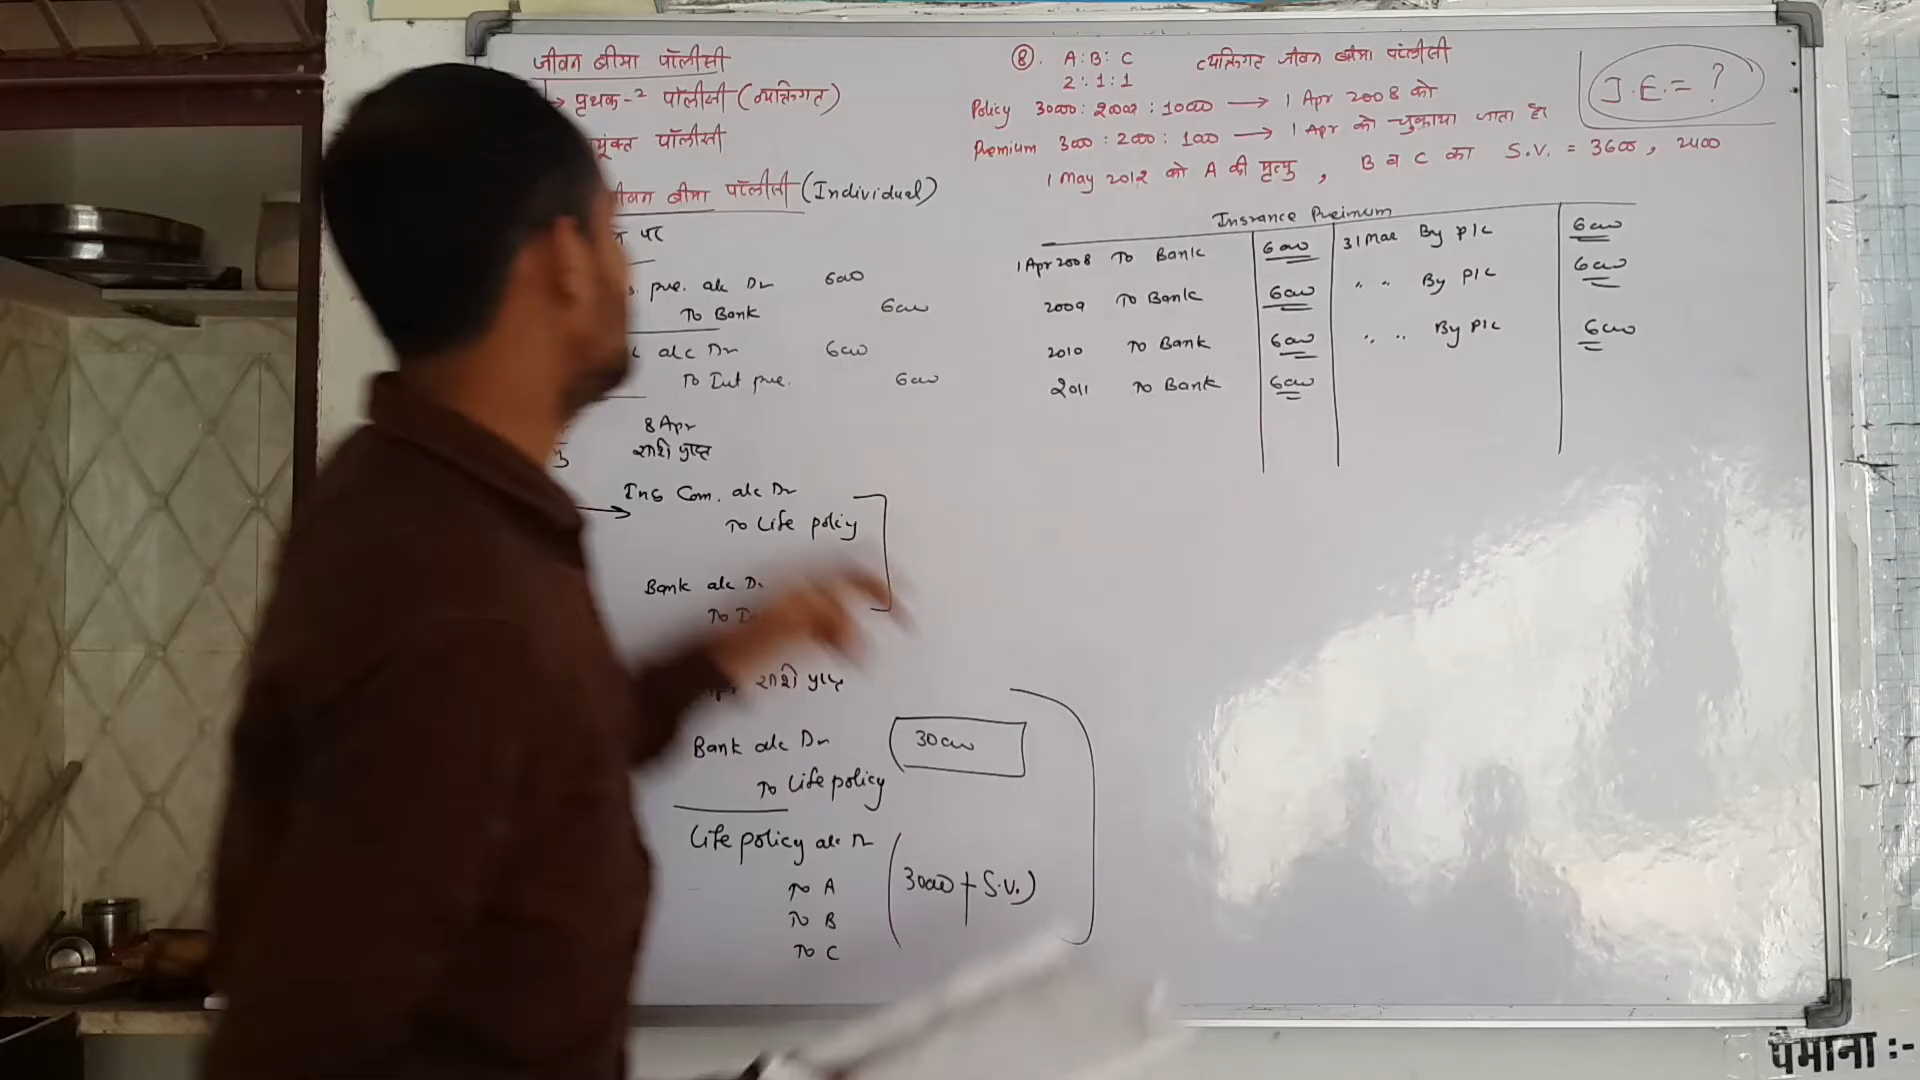 जीवन बीमा पॉलीसी
→ पृथक-२ पॉलीसी (व्यक्तिगत)
युंक्त पॉलीसी
जीवन बीमा पॉलीसी (Individual)
पर
pre. a/c Dr 6000
To Bank 6000
a/c Dr 6000
To Int pre. 6000
8 Apr
राशि प्राप्त
Ins Com. a/c Dr
To Life policy
Bank a/c Dr
राशि प्राप्त
Bank a/c Dr 30000
To Life policy
Life policy a/c Dr
To A
To B
To C
(30000 + S.V.)
⑧. A : B : C व्यक्तिगत जीवन बीमा पॉलीसी
2 : 1 : 1
Policy 30000 : 20000 : 10000 → 1 Apr 2008 को
Premium 3000 : 2000 : 1000 → 1 Apr को चुकाया जाता है।
1 May 2012 को A की मृत्यु , B व C का S.V. = 3600 , 2400
J.E. = ?
Insrance Preimum
1 Apr 2008 To Bank 6000 31 Mar By P/L 6000
2009 To Bank 6000 " " By P/L 6000
2010 To Bank 6000 " " By P/L 6000
2011 To Bank 6000
पैमाना :-